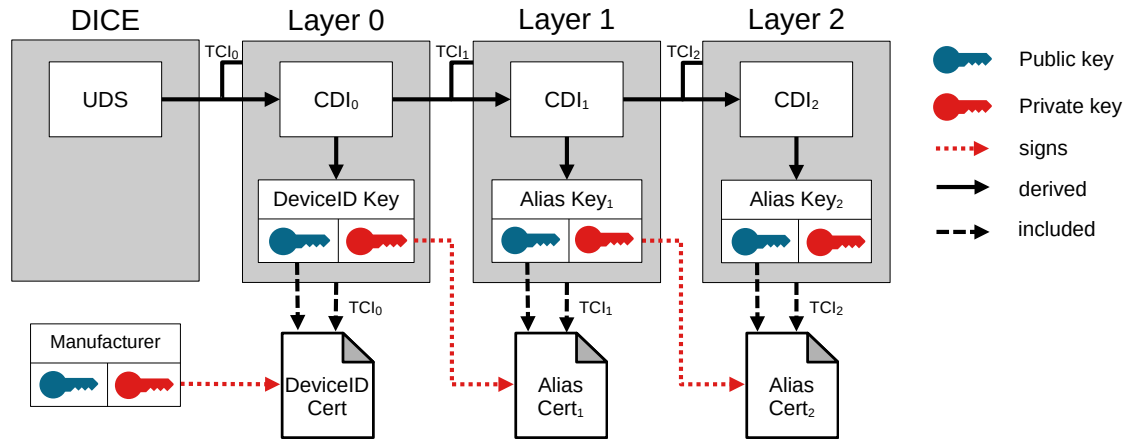 DICE
Layer 0
Layer 1
Layer 2
TCI₀
TCI₁
TCI₂
UDS
CDI₀
CDI₁
CDI₂
Public key
Private key
signs
derived
included
DeviceID Key
Alias Key₁
Alias Key₂
TCI₀
TCI₁
TCI₂
Manufacturer
DeviceID
Cert
Alias
Cert₁
Alias
Cert₂